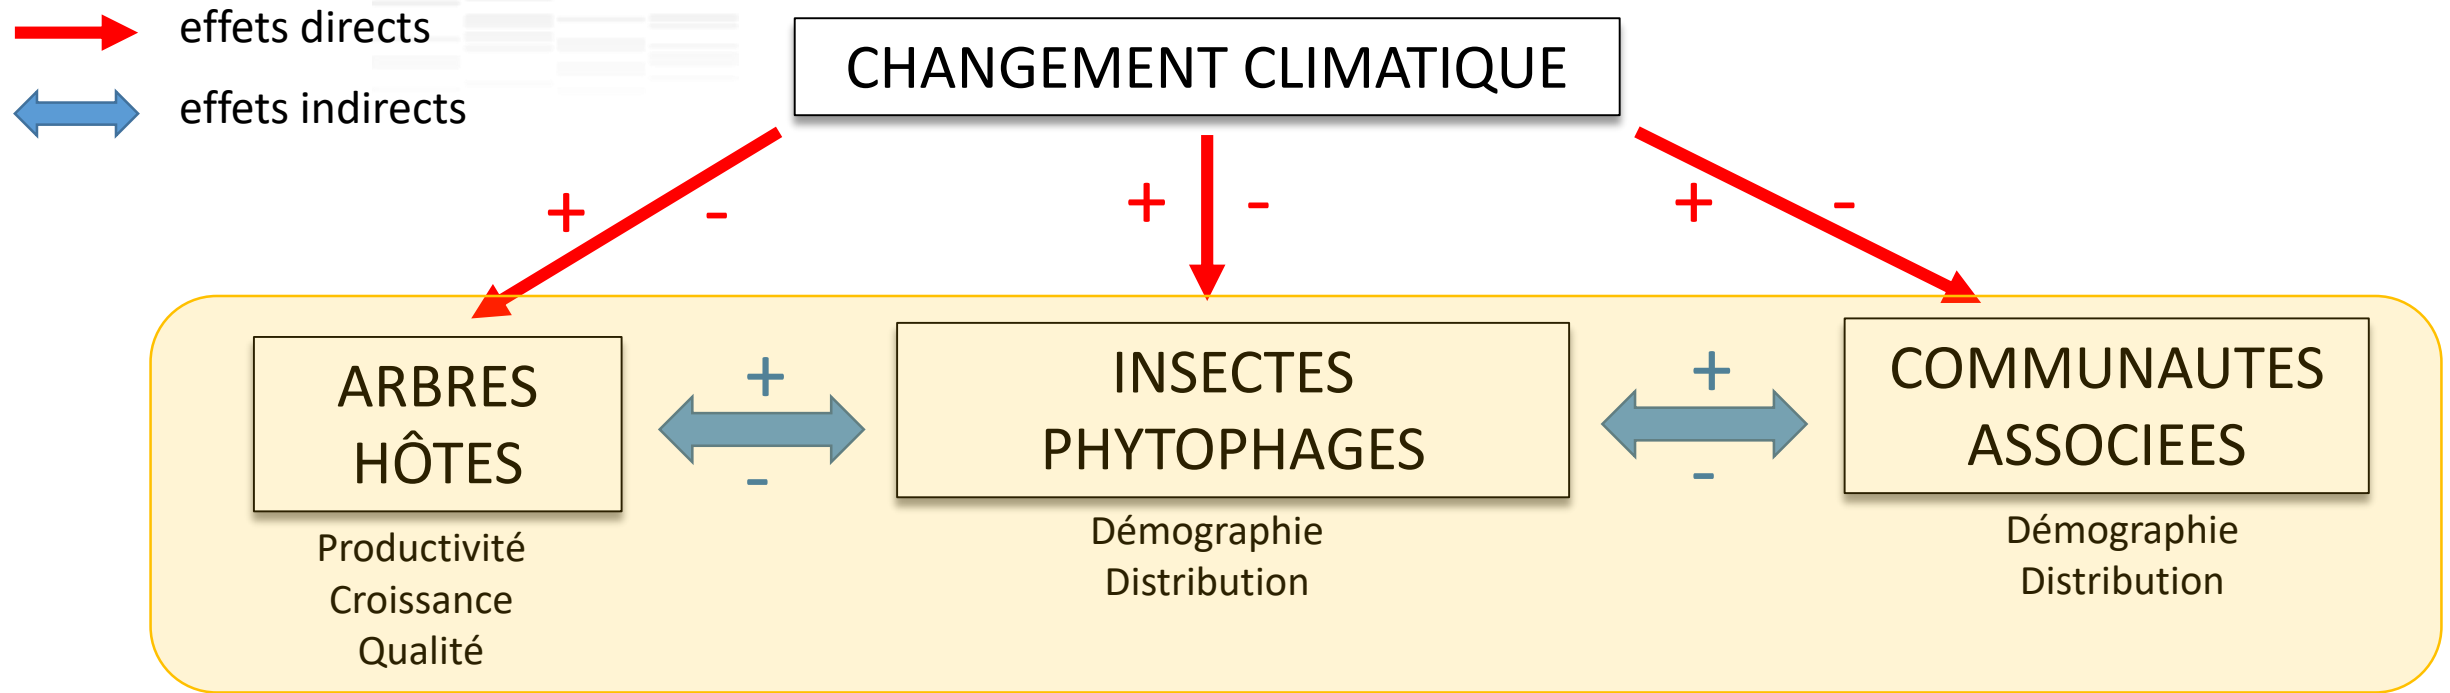 effets directs
effets indirects
CHANGEMENT CLIMATIQUE
+ -
+ -
+ -
ARBRES
HÔTES
+
-
INSECTES
PHYTOPHAGES
+
-
COMMUNAUTES
ASSOCIEES
Productivité
Croissance
Qualité
Démographie
Distribution
Démographie
Distribution